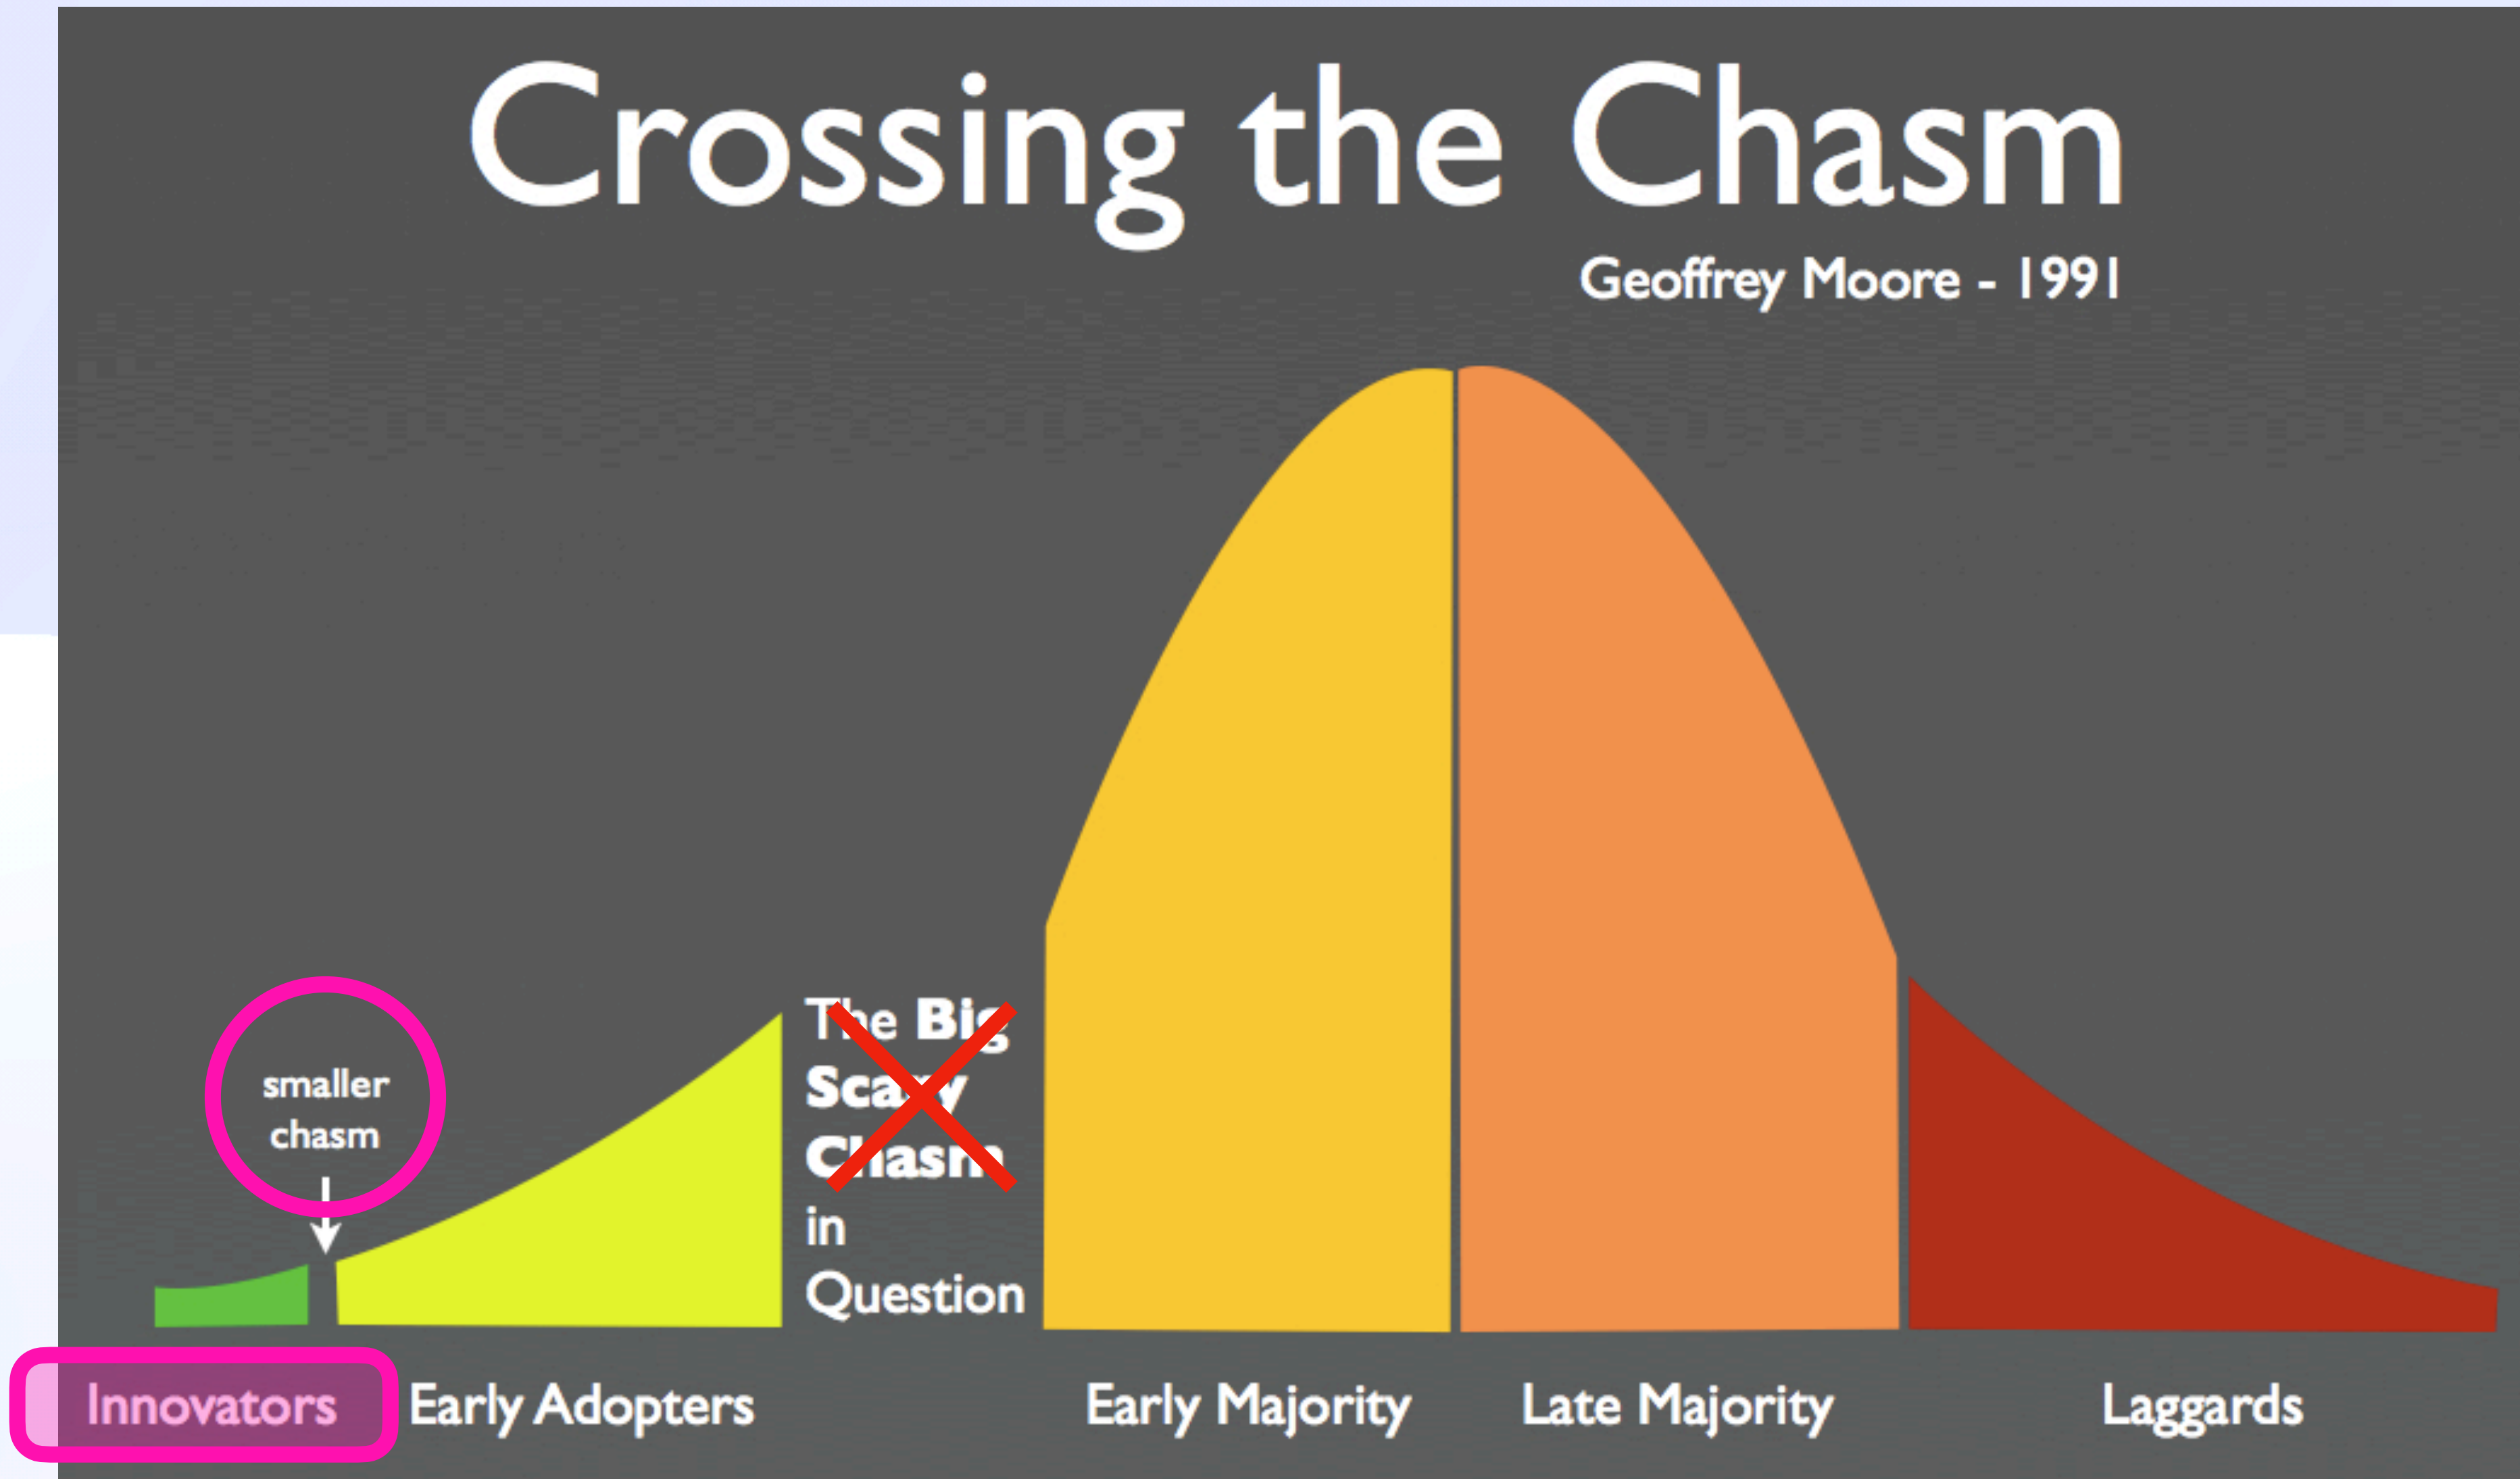 Crossing the Chasm
Geoffrey Moore - 1991
smaller
chasm
The Big
Scary
Chasm
in
Question
Innovators
Early Adopters
Early Majority
Late Majority
Laggards